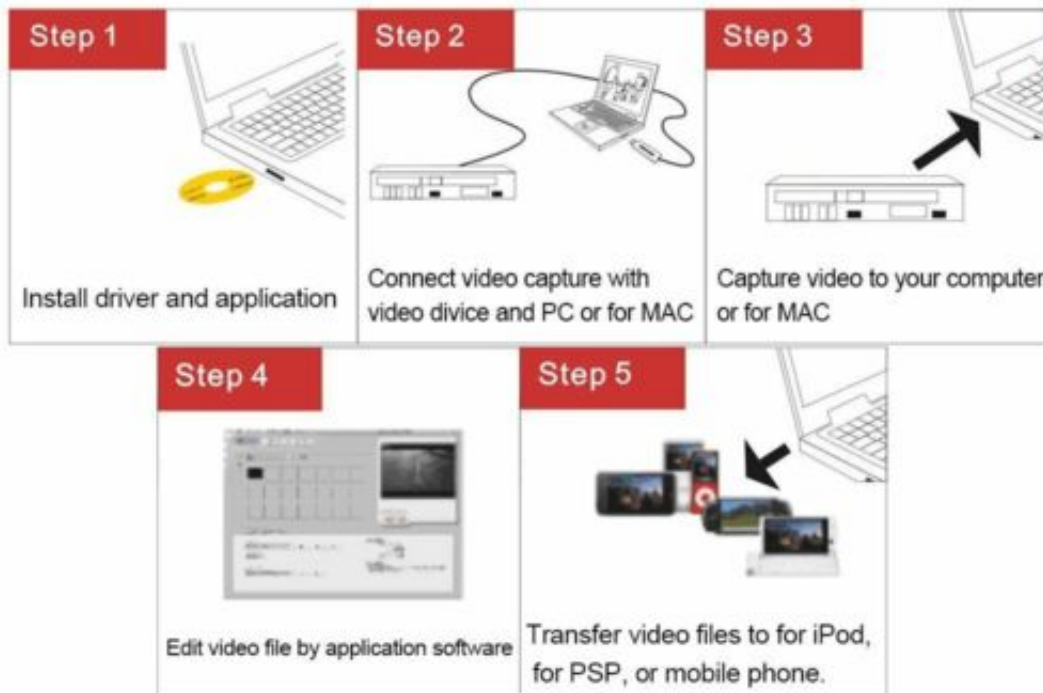 Step 1
Install driver and application
Step 2
Connect video capture with
video divice and PC or for MAC
Step 3
Capture video to your computer
or for MAC
Step 4
Edit video file by application software
Step 5
Transfer video files to for iPod,
for PSP, or mobile phone.